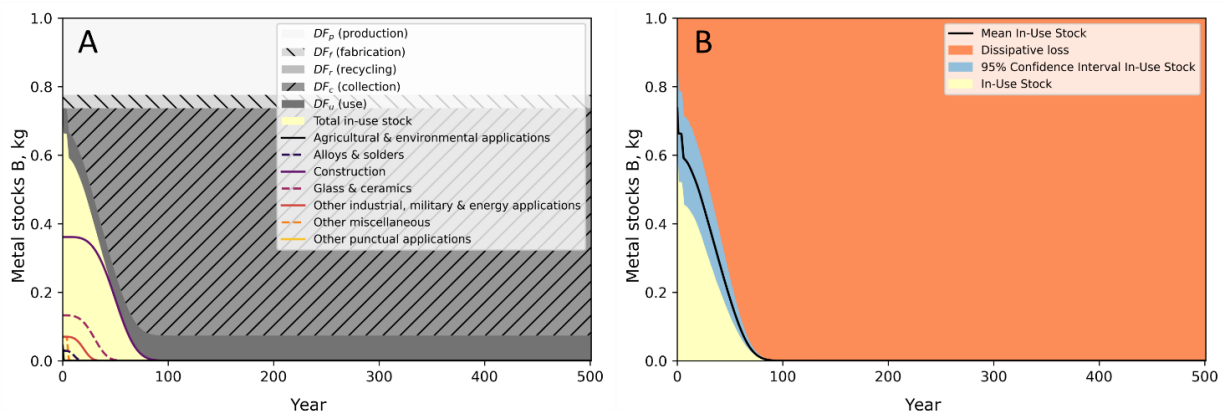 A
1.0
0.8
0.6
0.4
0.2
0.0
Metal stocks B, kg
0
100
200
300
400
500
Year
DFp (production)
DFf (fabrication)
DFr (recycling)
DFc (collection)
DFu (use)
Total in-use stock
Agricultural & environmental applications
Alloys & solders
Construction
Glass & ceramics
Other industrial, military & energy applications
Other miscellaneous
Other punctual applications
B
1.0
0.8
0.6
0.4
0.2
0.0
Metal stocks B, kg
0
100
200
300
400
500
Year
Mean In-Use Stock
Dissipative loss
95% Confidence Interval In-Use Stock
In-Use Stock